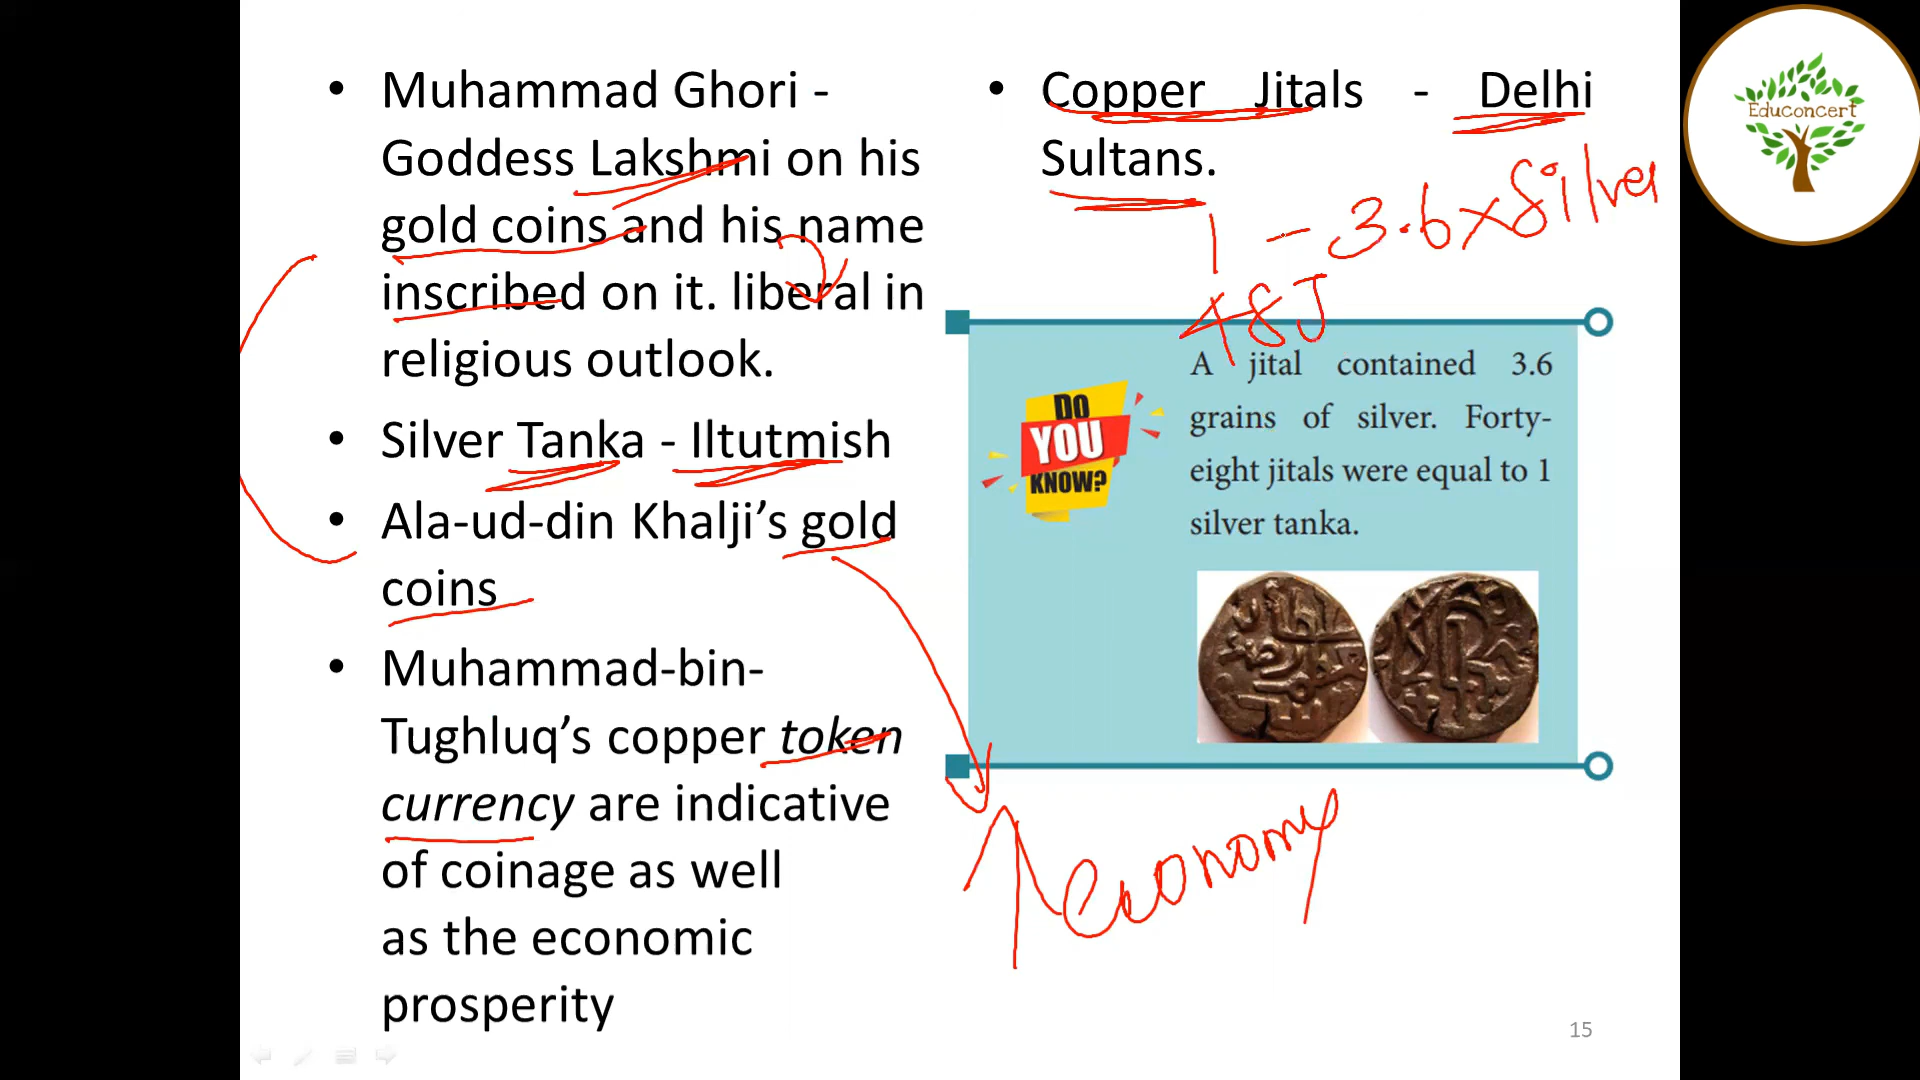 • Muhammad Ghori -
Goddess Lakshmi on his
gold coins and his name
inscribed on it. liberal in
religious outlook.
• Silver Tanka - Iltutmish
• Ala-ud-din Khalji’s gold
coins
• Muhammad-bin-
Tughluq’s copper token
currency are indicative
of coinage as well
as the economic
prosperity
• Copper Jitals - Delhi
Sultans.
1 - 3.6 x Silver
48J
DO
YOU
KNOW?
A jital contained 3.6
grains of silver. Forty-
eight jitals were equal to 1
silver tanka.
economy
Educoncert
15